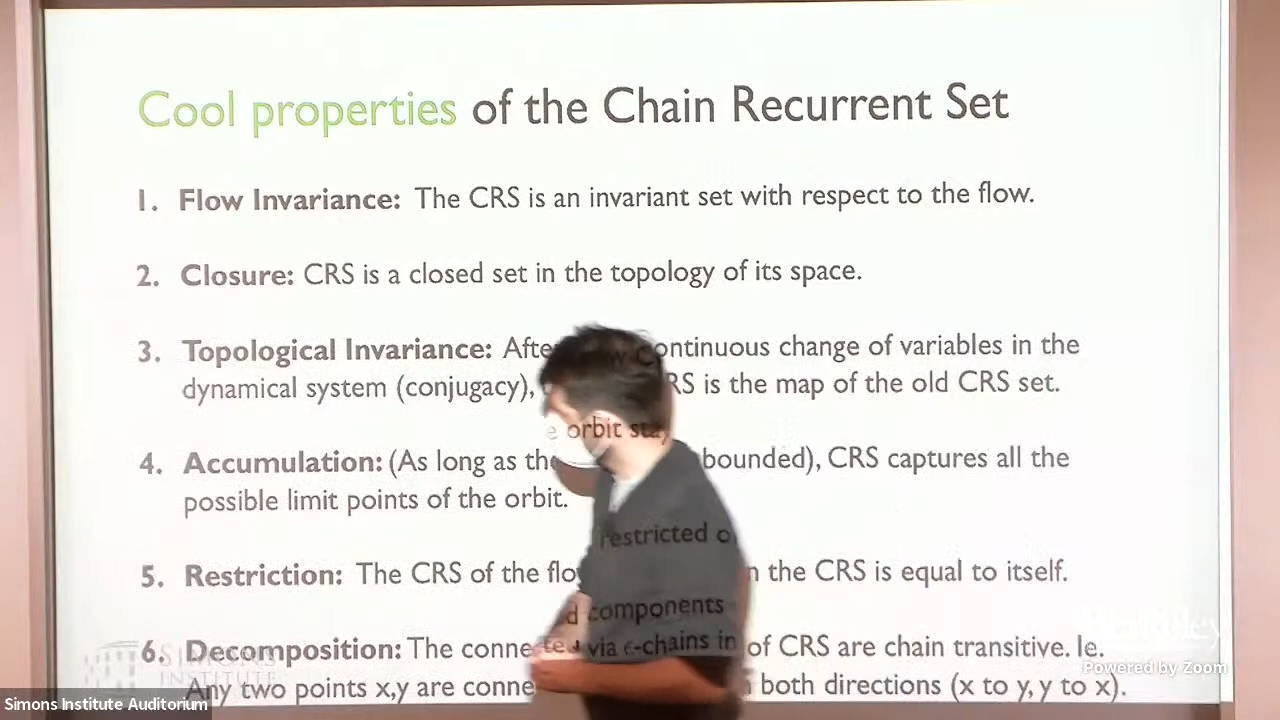 Cool properties of the Chain Recurrent Set
1. Flow Invariance: The CRS is an invariant set with respect to the flow.
2. Closure: CRS is a closed set in the topology of its space.
3. Topological Invariance: continuous change of variables in the
dynamical system (conjugacy), is the map of the old CRS set.
4. Accumulation: (As long as the orbit bounded), CRS captures all the
possible limit points of the orbit.
5. Restriction: The CRS of the restricted on the CRS is equal to itself.
6. Decomposition: The connected components of CRS are chain transitive. Ie.
Any two points x,y are connected via ϵ-chains in both directions (x to y, y to x).
SIMONS
INSTITUTE
Berkeley
Powered by Zoom
Simons Institute Auditorium